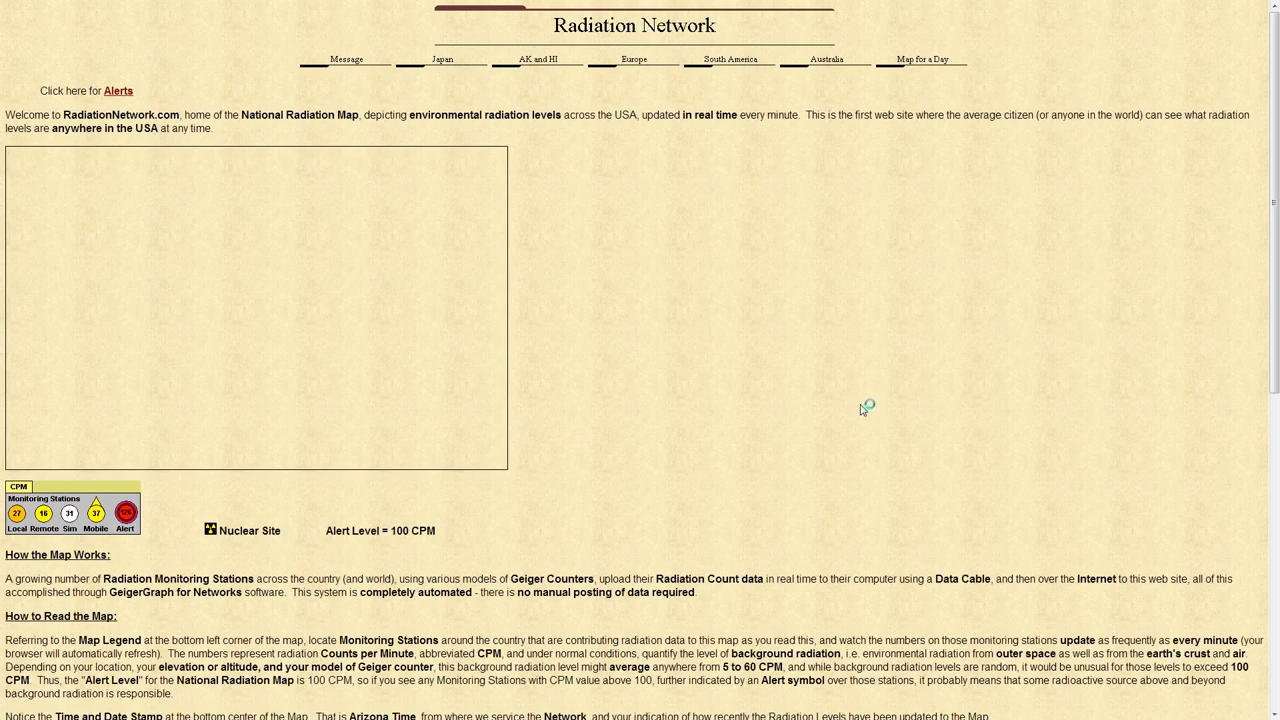 Radiation Network
Message Japan AK and HI Europe South America Australia Map for a Day
Click here for Alerts
Welcome to RadiationNetwork.com, home of the National Radiation Map, depicting environmental radiation levels across the USA, updated in real time every minute.  This is the first web site where the average citizen (or anyone in the world) can see what radiation
levels are anywhere in the USA at any time.
CPM
Monitoring Stations
27 16 31 37 126
Local Remote Sim Mobile Alert
Nuclear Site Alert Level = 100 CPM
How the Map Works:
A growing number of Radiation Monitoring Stations across the country (and world), using various models of Geiger Counters, upload their Radiation Count data in real time to their computer using a Data Cable, and then over the Internet to this web site, all of this
accomplished through GeigerGraph for Networks software.  This system is completely automated - there is no manual posting of data required.
How to Read the Map:
Referring to the Map Legend at the bottom left corner of the map, locate Monitoring Stations around the country that are contributing radiation data to this map as you read this, and watch the numbers on those monitoring stations update as frequently as every minute (your
browser will automatically refresh).  The numbers represent radiation Counts per Minute, abbreviated CPM, and under normal conditions, quantify the level of background radiation, i.e. environmental radiation from outer space as well as from the earth's crust and air.
Depending on your location, your elevation or altitude, and your model of Geiger counter, this background radiation level might average anywhere from 5 to 60 CPM, and while background radiation levels are random, it would be unusual for those levels to exceed 100
CPM.  Thus, the "Alert Level" for the National Radiation Map is 100 CPM, so if you see any Monitoring Stations with CPM value above 100, further indicated by an Alert symbol over those stations, it probably means that some radioactive source above and beyond
background radiation is responsible.
Notice the Time and Date Stamp at the bottom center of the Map.  That is Arizona Time, from where we service the Network, and your indication of how recently the Radiation Levels have been updated to the Map.